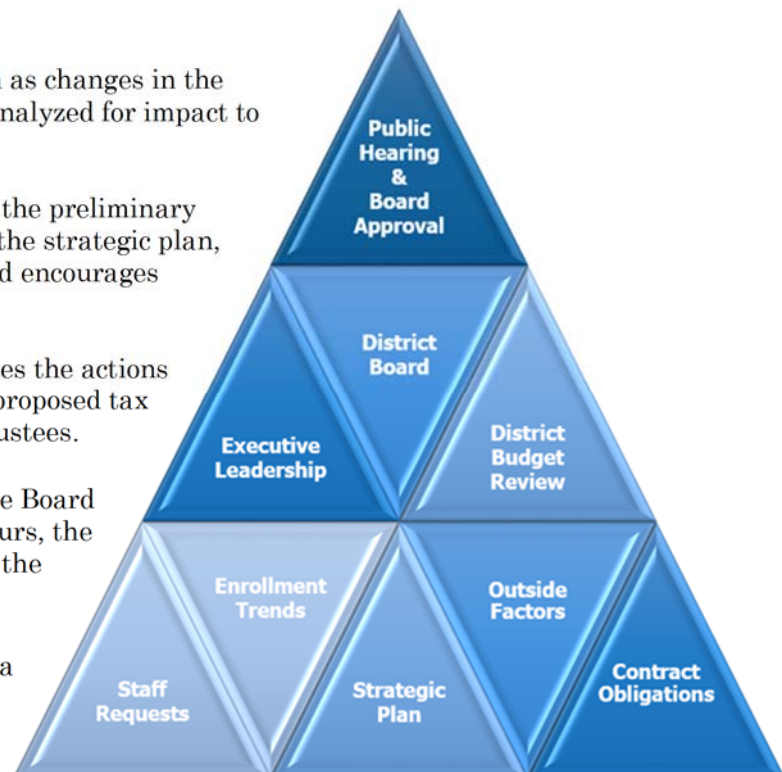 as changes in the
nalyzed for impact to
the preliminary
the strategic plan,
d encourages
es the actions
proposed tax
ustees.
e Board
urs, the
the
a
Public
Hearing
&
Board
Approval
District
Board
Executive
Leadership
District
Budget
Review
Enrollment
Trends
Outside
Factors
Staff
Requests
Strategic
Plan
Contract
Obligations